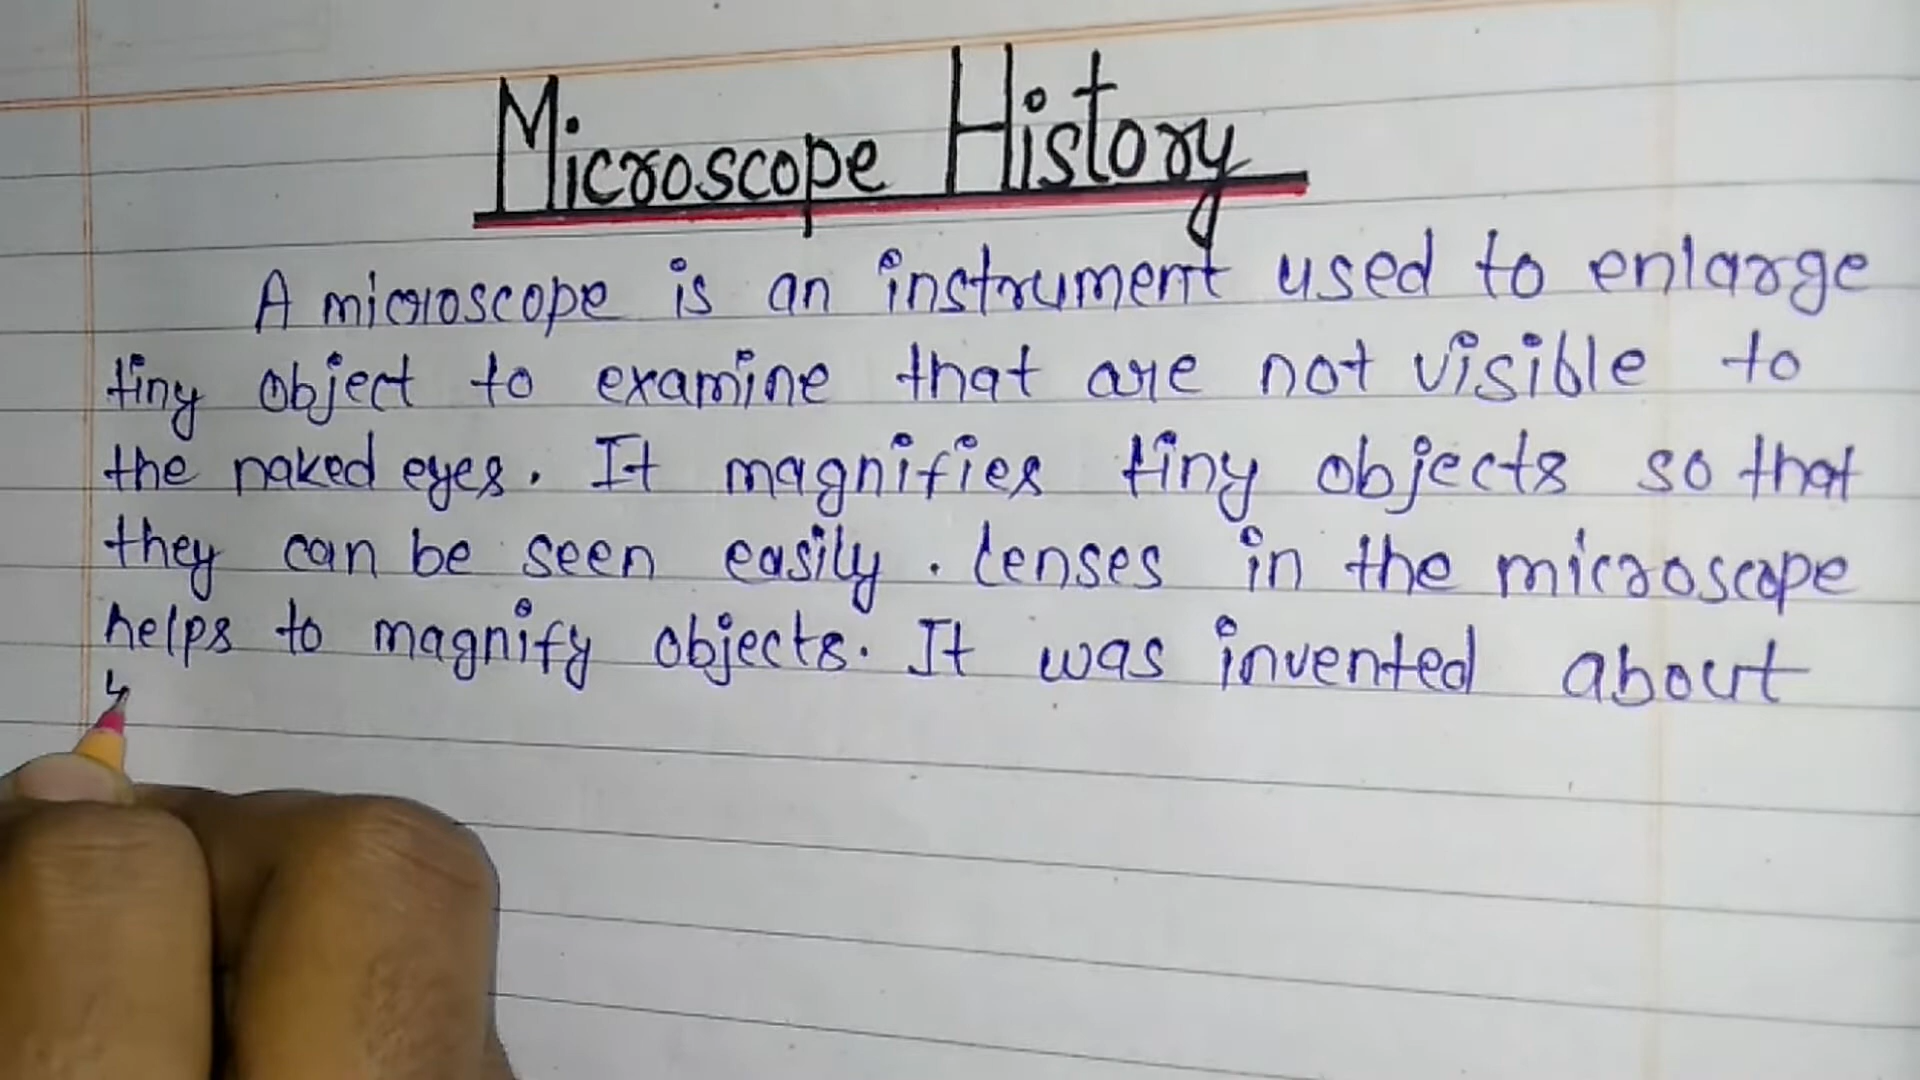 Microscope History
A microscope is an instrument used to enlarge
tiny object to examine that are not visible to
the naked eyes. It magnifies tiny objects so that
they can be seen easily. Lenses in the microscope
helps to magnify objects. It was invented about
4